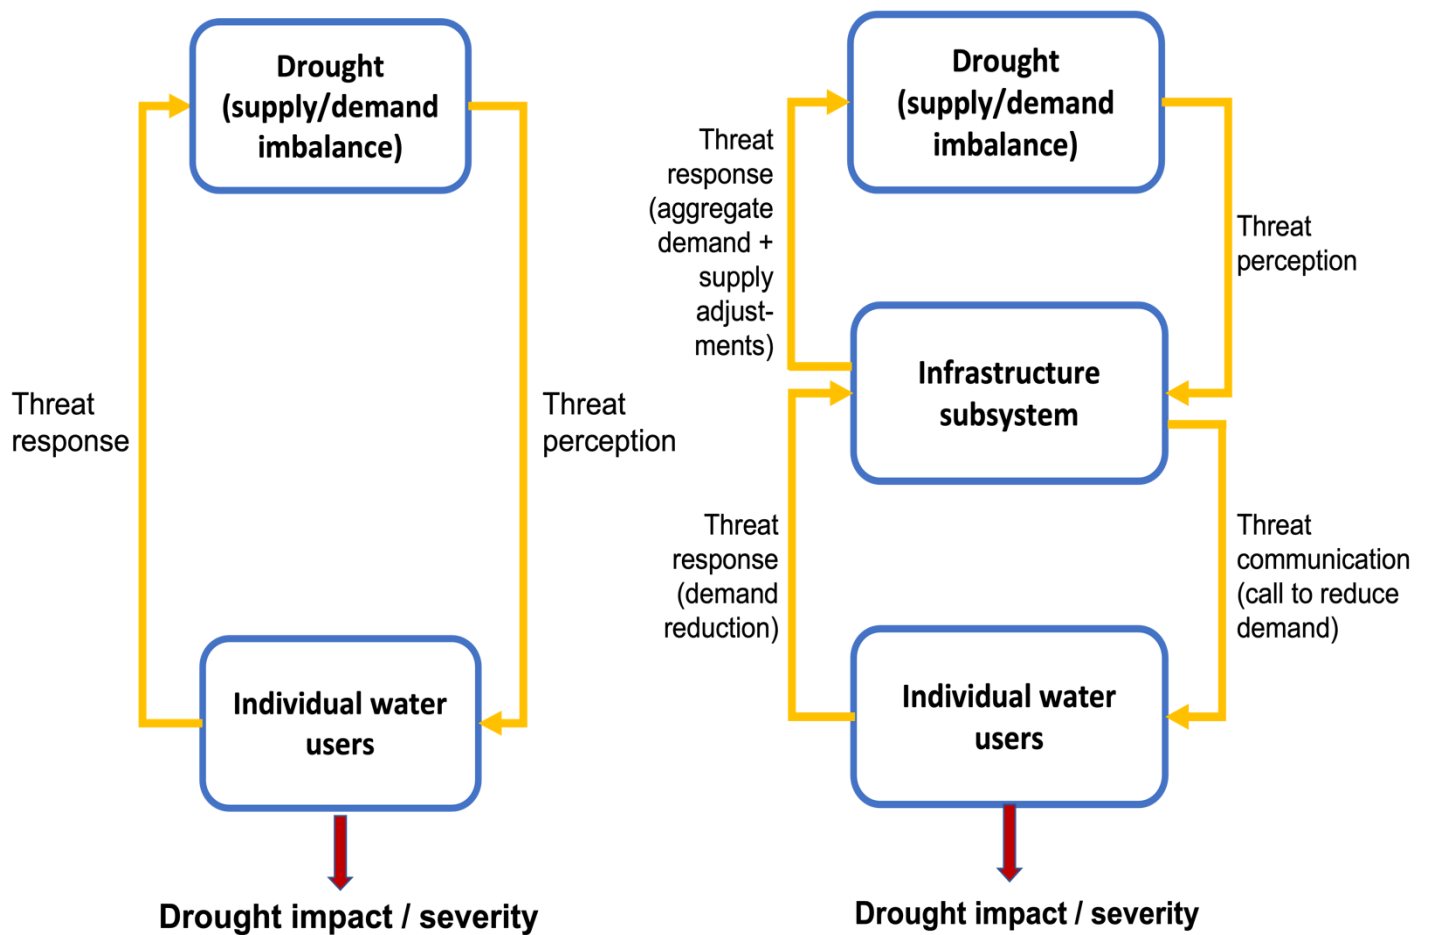 Drought
(supply/demand
imbalance)
Threat
response
Threat
perception
Individual water
users
Drought impact / severity
Drought
(supply/demand
imbalance)
Threat
response
(aggregate
demand +
supply
adjust-
ments)
Threat
perception
Infrastructure
subsystem
Threat
response
(demand
reduction)
Threat
communication
(call to reduce
demand)
Individual water
users
Drought impact / severity